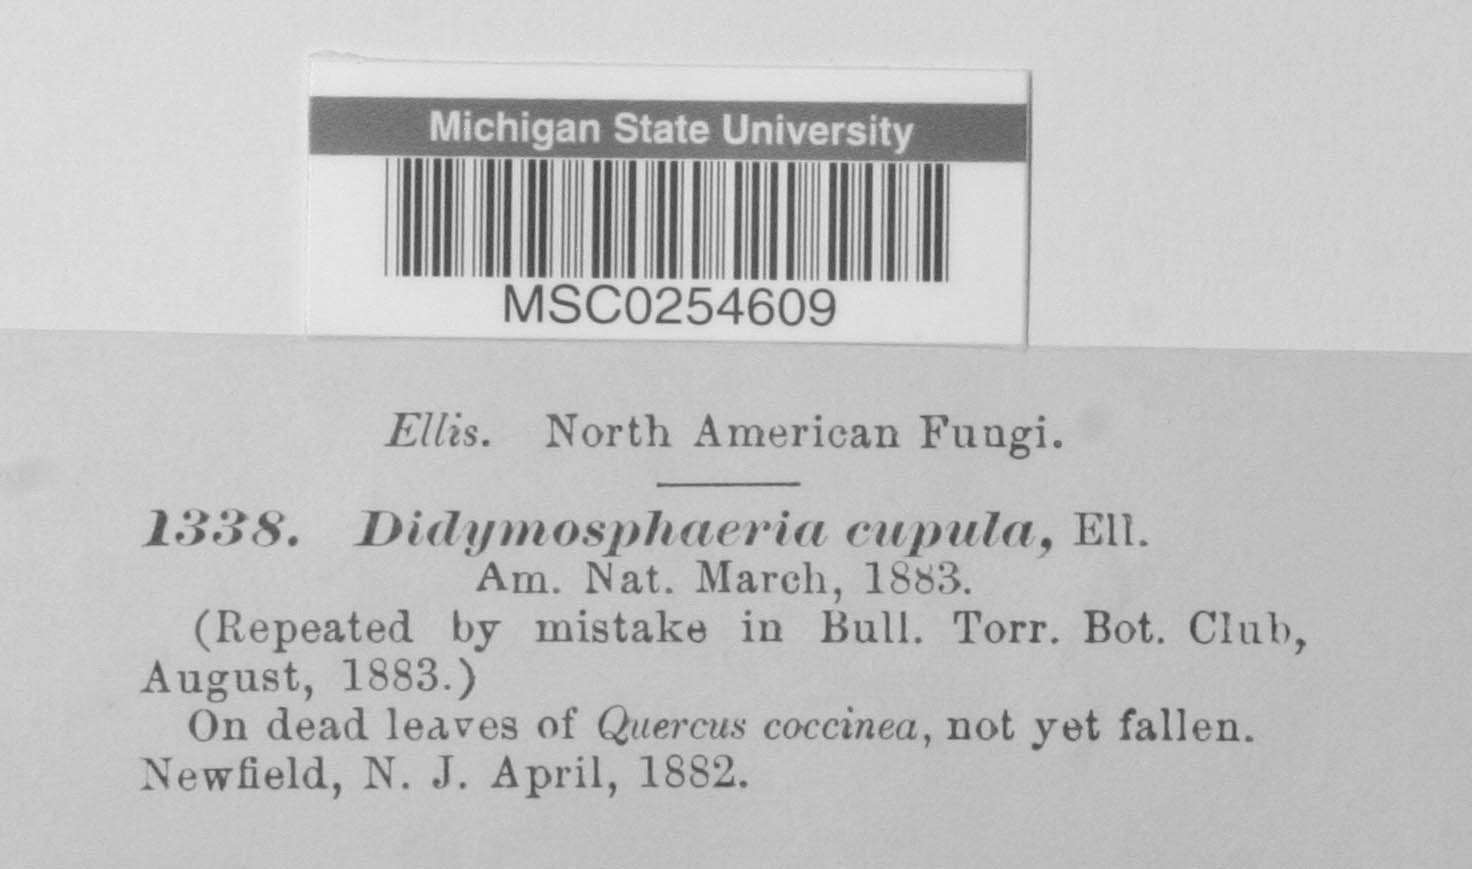 Michigan State University
MSC0254609
Ellis. North American Fungi.
1338. Didymosphaeria cupula, Ell.
Am. Nat. March, 1883.
(Repeated by mistake in Bull. Torr. Bot. Club,
August, 1883.)
On dead leaves of Quercus coccinea, not yet fallen.
Newfield, N. J. April, 1882.